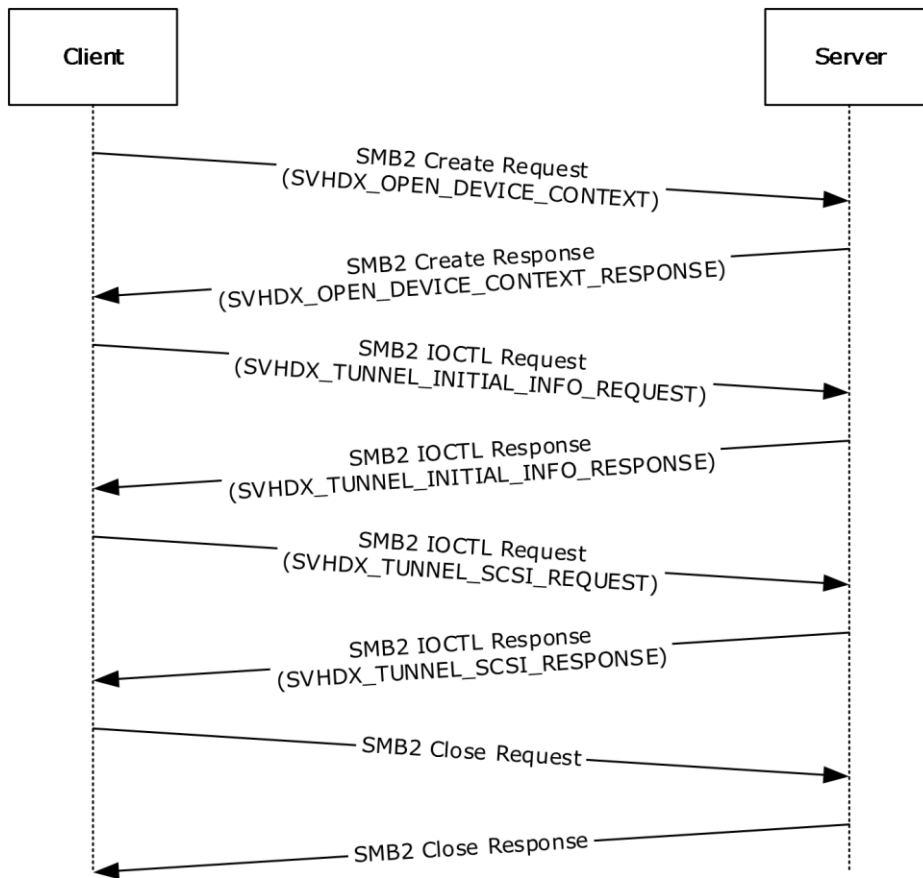 Client
Server
SMB2 Create Request
(SVHDX_OPEN_DEVICE_CONTEXT)
SMB2 Create Response
(SVHDX_OPEN_DEVICE_CONTEXT_RESPONSE)
SMB2 IOCTL Request
(SVHDX_TUNNEL_INITIAL_INFO_REQUEST)
SMB2 IOCTL Response
(SVHDX_TUNNEL_INITIAL_INFO_RESPONSE)
SMB2 IOCTL Request
(SVHDX_TUNNEL_SCSI_REQUEST)
SMB2 IOCTL Response
(SVHDX_TUNNEL_SCSI_RESPONSE)
SMB2 Close Request
SMB2 Close Response